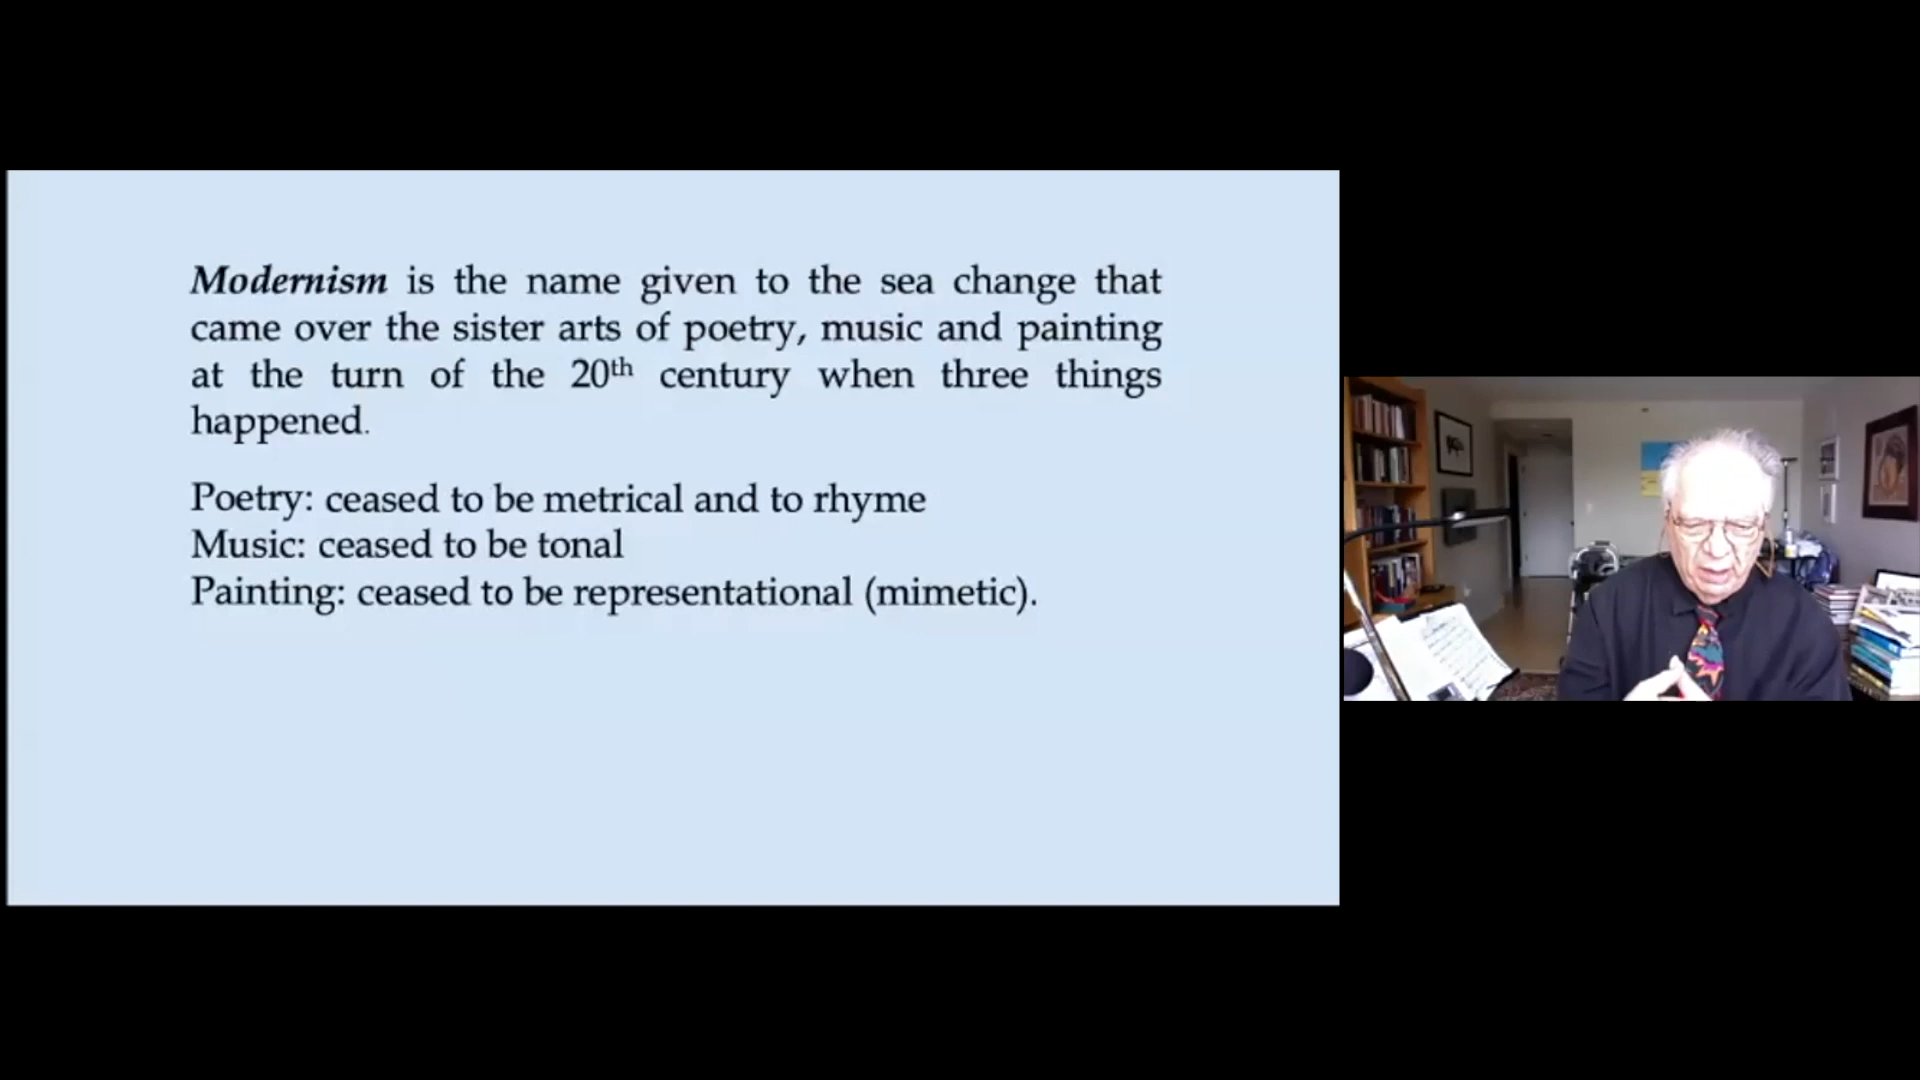 Modernism is the name given to the sea change that
came over the sister arts of poetry, music and painting
at the turn of the 20th century when three things
happened.
Poetry: ceased to be metrical and to rhyme
Music: ceased to be tonal
Painting: ceased to be representational (mimetic).